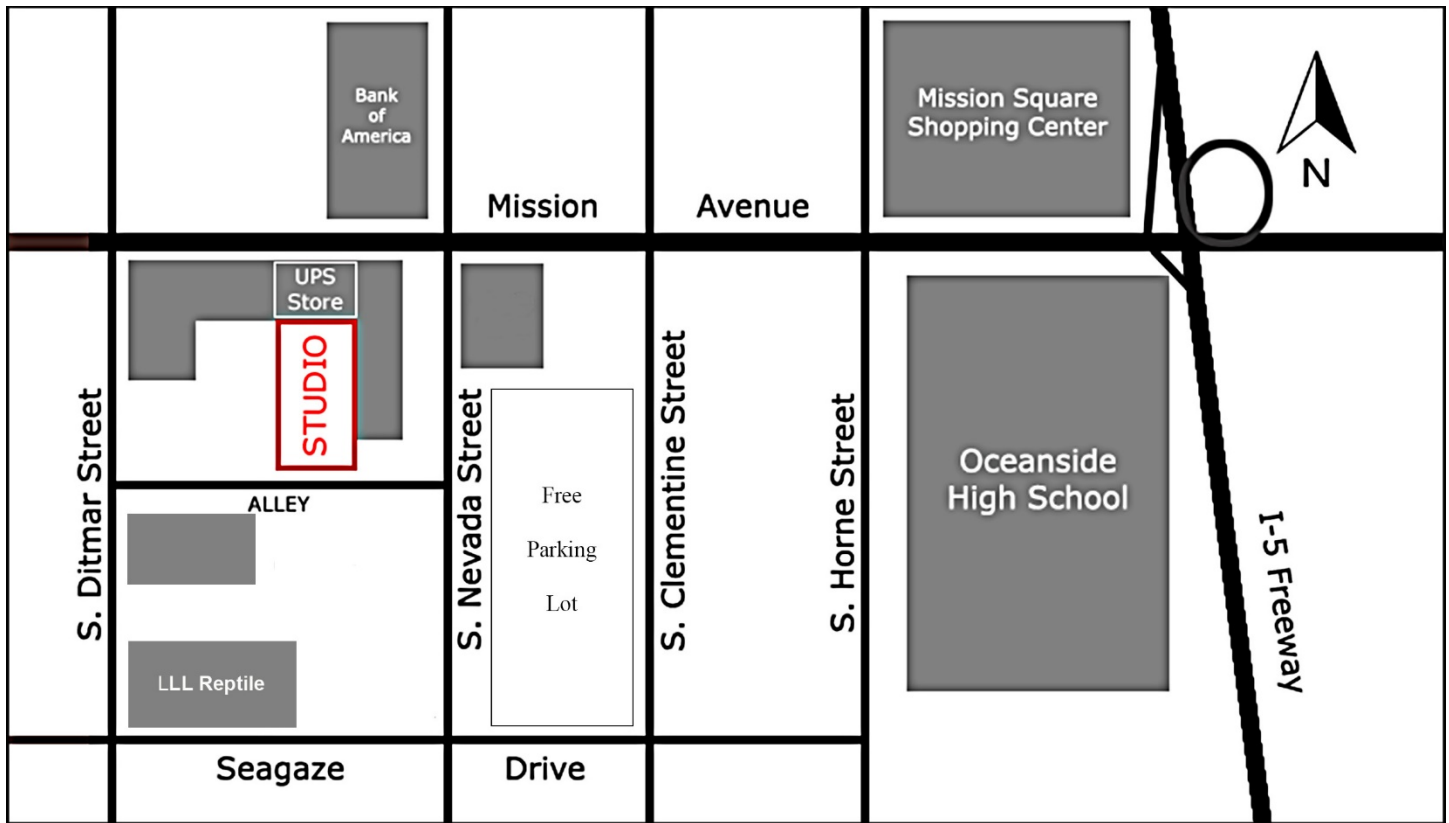 Bank
of
America
Mission Square
Shopping Center
N
Mission Avenue
UPS
Store
STUDIO
S. Ditmar Street
S. Nevada Street
S. Clementine Street
S. Horne Street
Oceanside
High School
I-5 Freeway
ALLEY
Free
Parking
Lot
LLL Reptile
Seagaze Drive